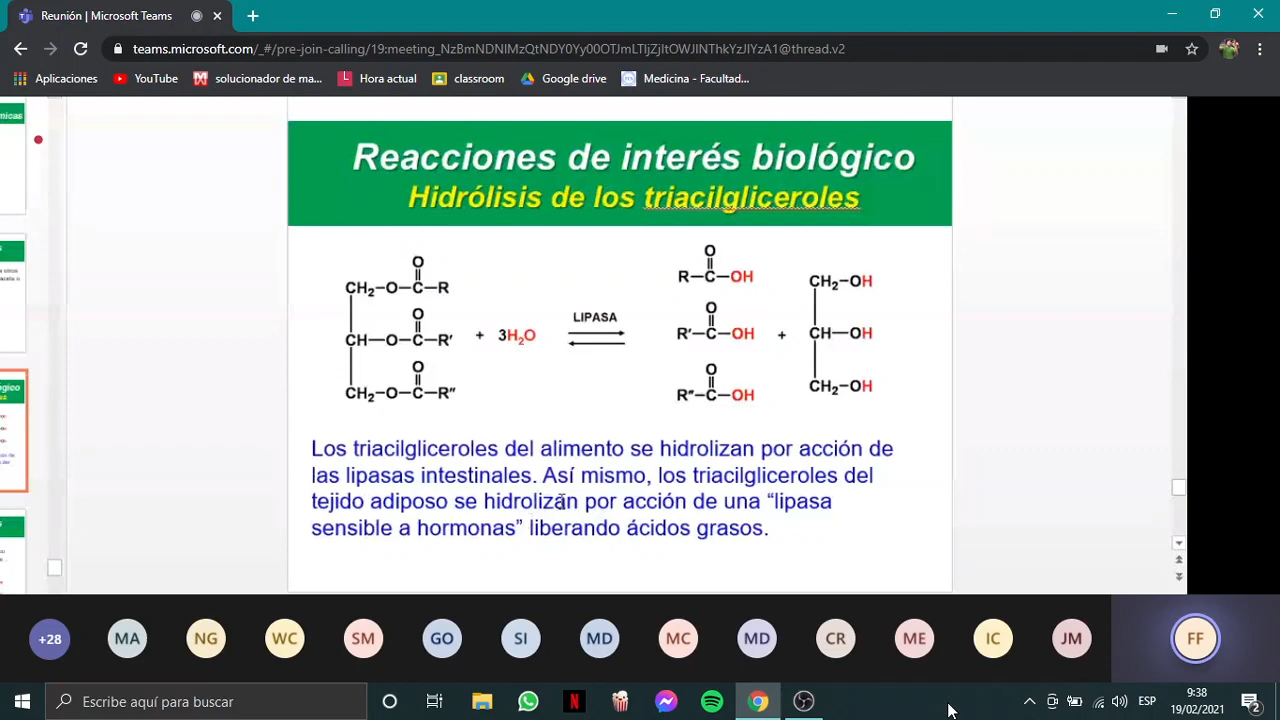 Reunión | Microsoft Teams
teams.microsoft.com/_#/pre-join-calling/19:meeting_NzBmNDNIMzQtNDY0Yy00OTJmLTljZjltOWJlNThkYzJlYzA1@thread.v2
Aplicaciones YouTube solucionador de ma... Hora actual classroom Google drive Medicina - Facultad...
Reacciones de interés biológico
Hidrólisis de los triacilgliceroles
CH2-O-C-R
O
CH-O-C-R'
O
CH2-O-C-R"
O
+ 3H2O
LIPASA
R-C-OH
O
R'-C-OH
O
R"-C-OH
O
+
CH2-OH
CH-OH
CH2-OH
Los triacilgliceroles del alimento se hidrolizan por acción de
las lipasas intestinales. Así mismo, los triacilgliceroles del
tejido adiposo se hidrolizan por acción de una “lipasa
sensible a hormonas” liberando ácidos grasos.
+28 MA NG WC SM GO SI MD MC MD CR ME IC JM FF
Escribe aquí para buscar
ESP
9:38
19/02/2021
2